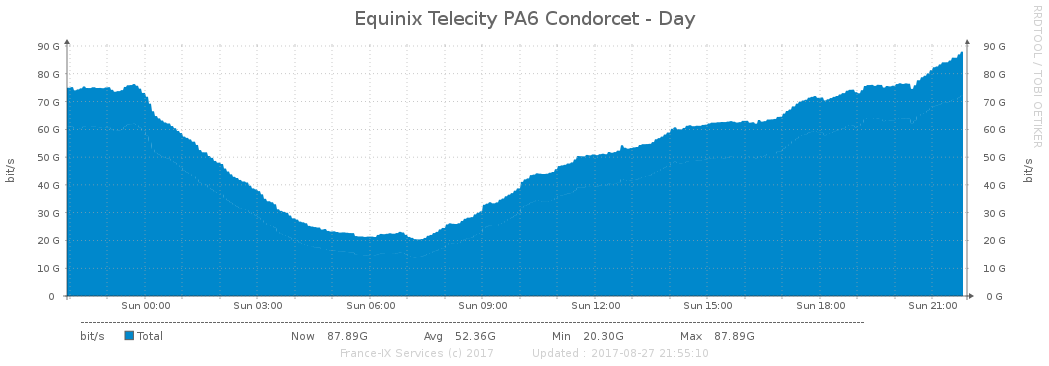 Equinix Telecity PA6 Condorcet - Day
RRDTOOL / TOBI OETIKER
90 G 90 G
80 G 80 G
70 G 70 G
60 G 60 G
50 G 50 G
40 G 40 G
30 G 30 G
20 G 20 G
10 G 10 G
0 0 G
bit/s
bit/s
Sun 00:00 Sun 03:00 Sun 06:00 Sun 09:00 Sun 12:00 Sun 15:00 Sun 18:00 Sun 21:00
bit/s Total Now 87.89G Avg 52.36G Min 20.30G Max 87.89G
France-IX Services (c) 2017 Updated : 2017-08-27 21:55:10